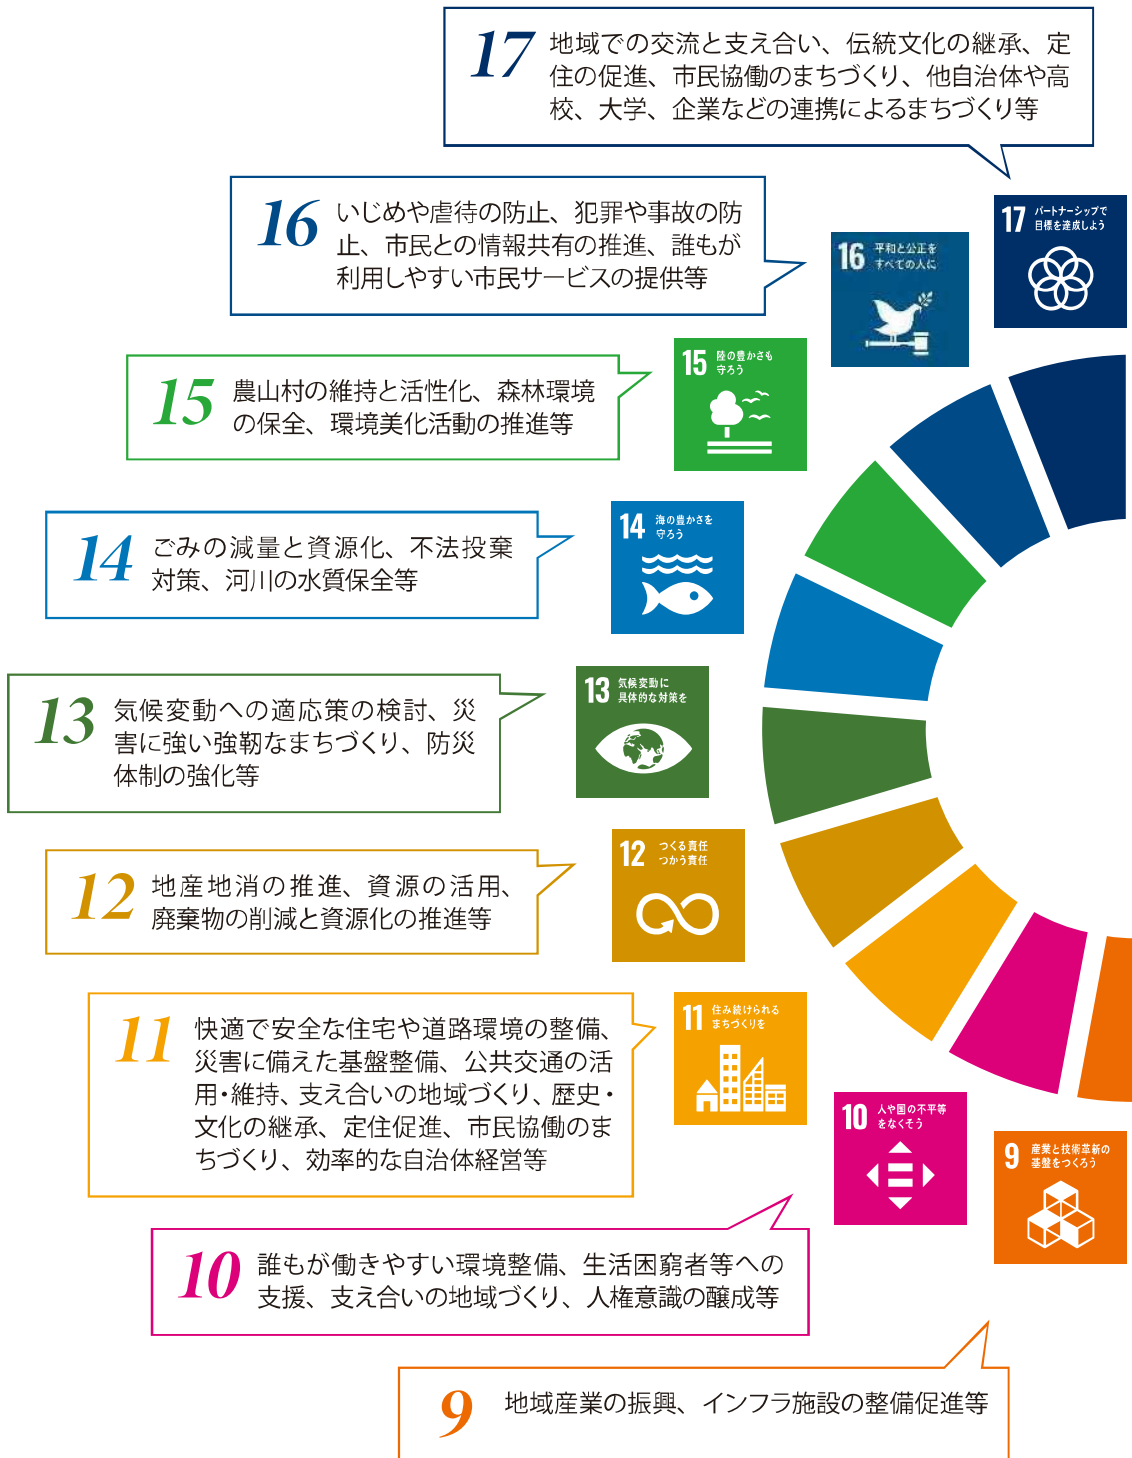 17
地域での交流と支え合い、伝統文化の継承、定
住の促進、市民協働のまちづくり、他自治体や高
校、大学、企業などの連携によるまちづくり等
17
パートナーシップで
目標を達成しよう
16
いじめや虐待の防止、犯罪や事故の防
止、市民との情報共有の推進、誰もが
利用しやすい市民サービスの提供等
16
平和と公正を
すべての人に
15
農山村の維持と活性化、森林環境
の保全、環境美化活動の推進等
15
陸の豊かさも
守ろう
14
ごみの減量と資源化、不法投棄
対策、河川の水質保全等
14
海の豊かさを
守ろう
13
気候変動への適応策の検討、災
害に強い強靭なまちづくり、防災
体制の強化等
13
気候変動に
具体的な対策を
12
地産地消の推進、資源の活用、
廃棄物の削減と資源化の推進等
12
つくる責任
つかう責任
11
快適で安全な住宅や道路環境の整備、
災害に備えた基盤整備、公共交通の活
用・維持、支え合いの地域づくり、歴史・
文化の継承、定住促進、市民協働のま
ちづくり、効率的な自治体経営等
11
住み続けられる
まちづくりを
10
誰もが働きやすい環境整備、生活困窮者等への
支援、支え合いの地域づくり、人権意識の醸成等
10
人や国の不平等
をなくそう
9
産業と技術革新の
基盤をつくろう
9
地域産業の振興、インフラ施設の整備促進等